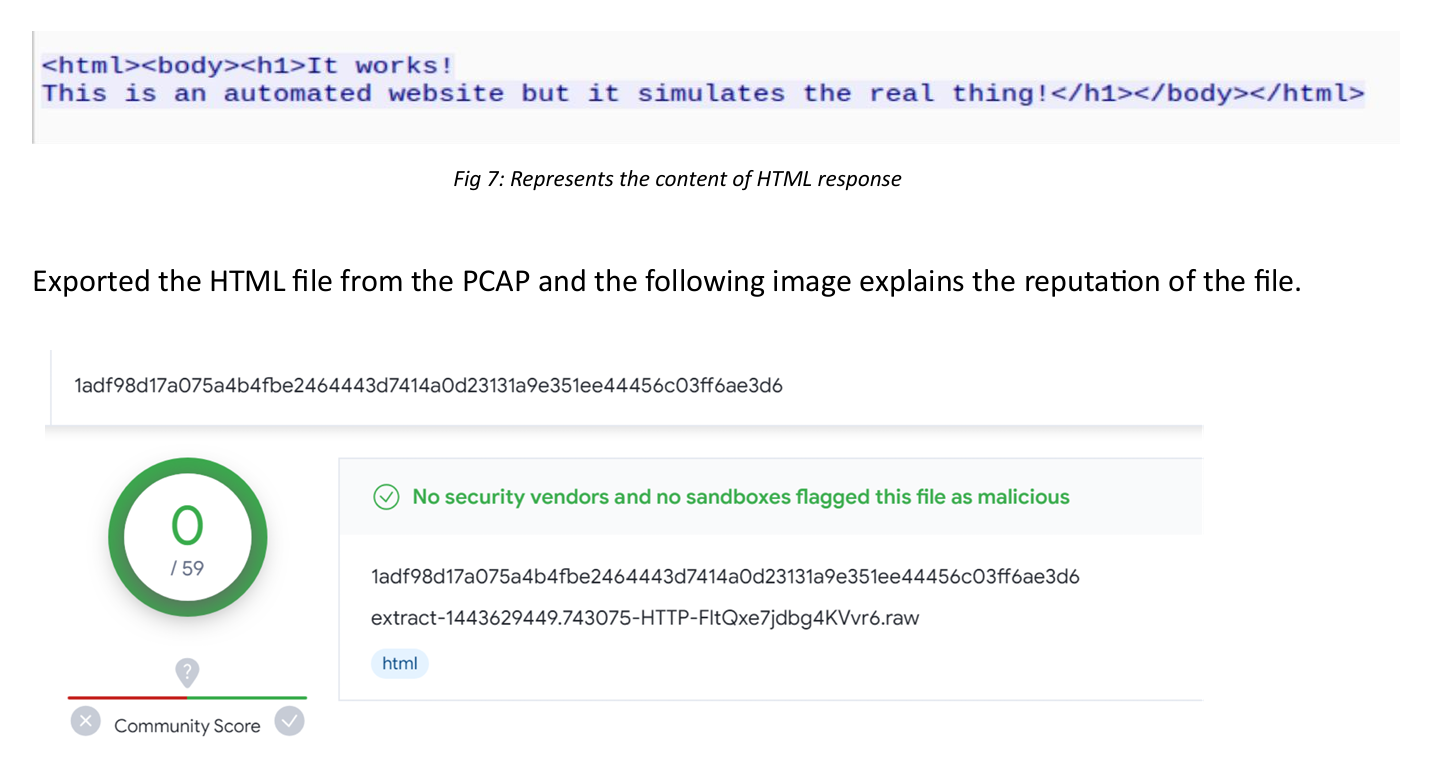 <html><body><h1>It works!
This is an automated website but it simulates the real thing!</h1></body></html>
Fig 7: Represents the content of HTML response
Exported the HTML file from the PCAP and the following image explains the reputation of the file.
1adf98d17a075a4b4fbe2464443d7414a0d23131a9e351ee44456c03ff6ae3d6
0
/ 59
?
Community Score
No security vendors and no sandboxes flagged this file as malicious
1adf98d17a075a4b4fbe2464443d7414a0d23131a9e351ee44456c03ff6ae3d6
extract-1443629449.743075-HTTP-FltQxe7jdbg4KVvr6.raw
html